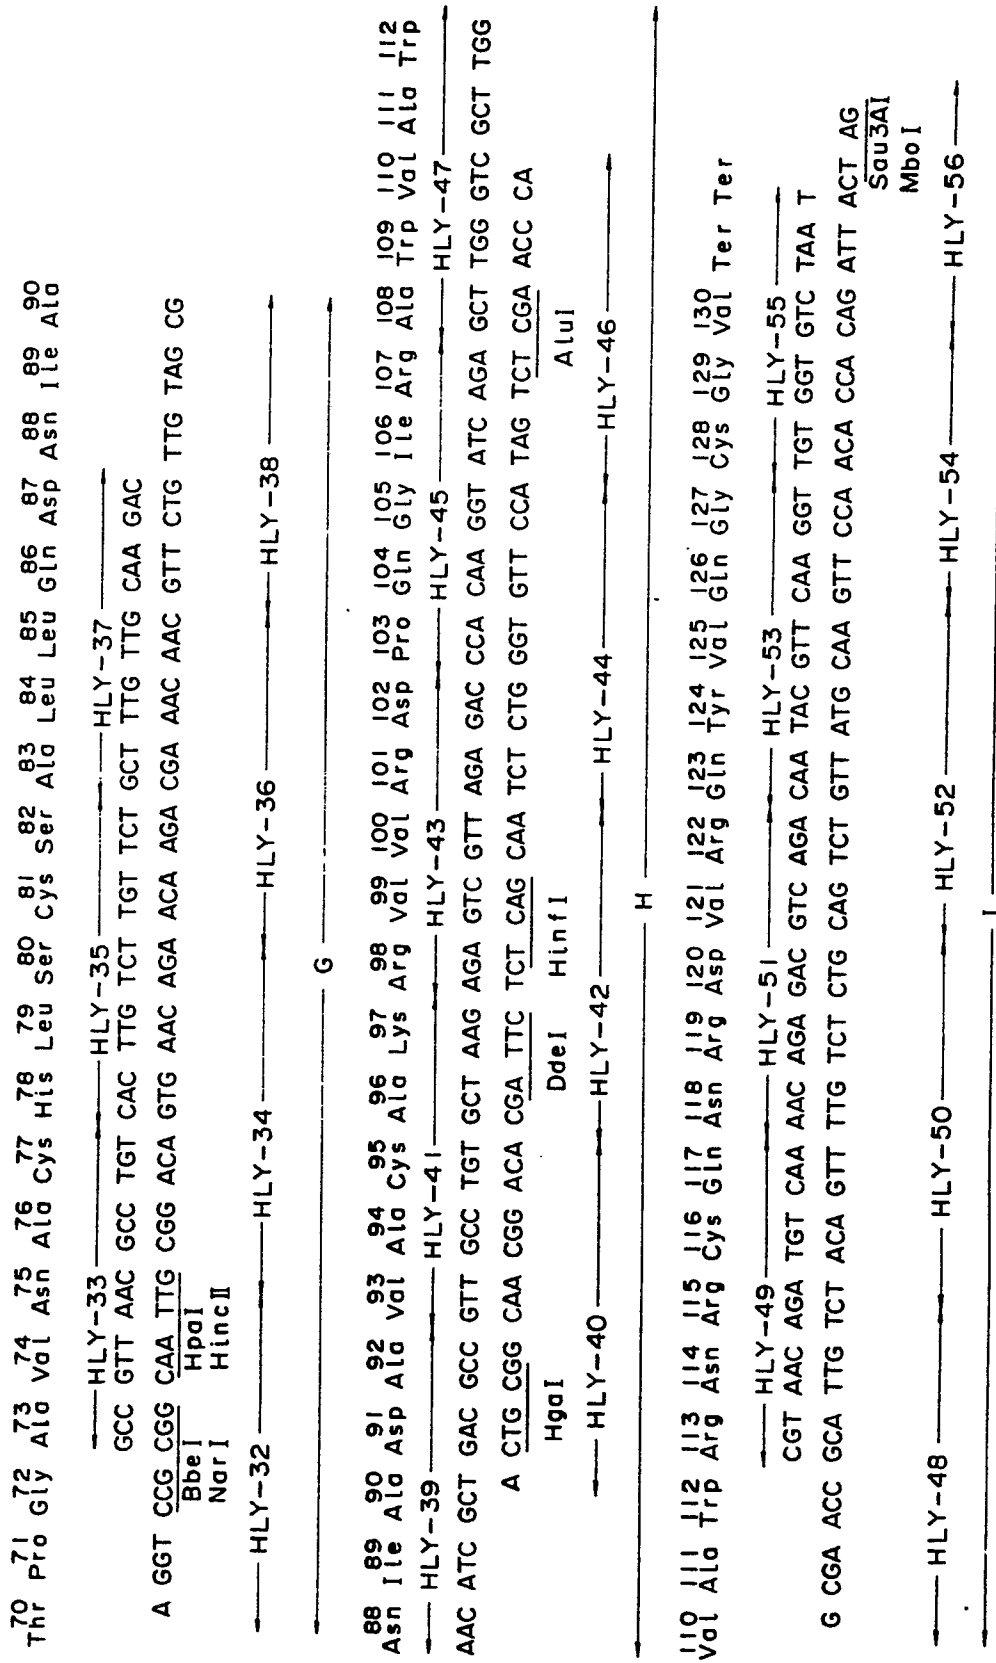 70 71 72 73 74 75 76 77 78 79 80 81 82 83 84 85 86 87 88 89 90
Thr Pro Gly Ala Val Asn Ala Cys His Leu Ser Cys Ser Ala Leu Leu Gln Asp Asn Ile Ala
HLY-33 HLY-35 HLY-37
GCC GTT AAC GCC TGT CAC TTG TCT TGT TCT GCT TTG TTG CAA GAC
A GGT CCG CGG CAA TTG CGG ACA GTG AAC AGA ACA AGA CGA AAC AAC GTT CTG TTG TAG CG
BbeI HpaI
NarI HincII
HLY-32 HLY-34 HLY-36 HLY-38
G
88 89 90 91 92 93 94 95 96 97 98 99 100 101 102 103 104 105 106 107 108 109 110 111 112
Asn Ile Ala Asp Ala Val Ala Cys Ala Lys Arg Val Val Arg Asp Pro Gln Gly Ile Arg Ala Trp Val Ala Trp
HLY-39 HLY-41 HLY-43 HLY-45 HLY-47
AAC ATC GCT GAC GCC GTT GCC TGT GCT AAG AGA GTC GTT AGA GAC CCA CAA GGT ATC AGA GCT TGG GTC GCT TGG
A CTG CGG CAA CGG ACA CGA TTC TCT CAG CAA TCT CTG GGT GTT CCA TAG TCT CGA ACC CA
HgaI DdeI HinfI AluI
HLY-40 HLY-42 HLY-44 HLY-46
H
110 111 112 113 114 115 116 117 118 119 120 121 122 123 124 125 126 127 128 129 130
Val Ala Trp Arg Asn Arg Cys Gln Asn Arg Asp Val Arg Gln Tyr Val Gln Gly Cys Gly Val Ter Ter
HLY-49 HLY-51 HLY-53 HLY-55
CGT AAC AGA TGT CAA AAC AGA GAC GTC AGA CAA TAC GTT CAA GGT TGT GGT GTC TAA T
G CGA ACC GCA TTG TCT ACA GTT TTG TCT CTG CAG TCT GTT ATG CAA GTT CCA ACA CCA CAG ATT ACT AG
Sau3AI
MboI
HLY-48 HLY-50 HLY-52 HLY-54 HLY-56
I